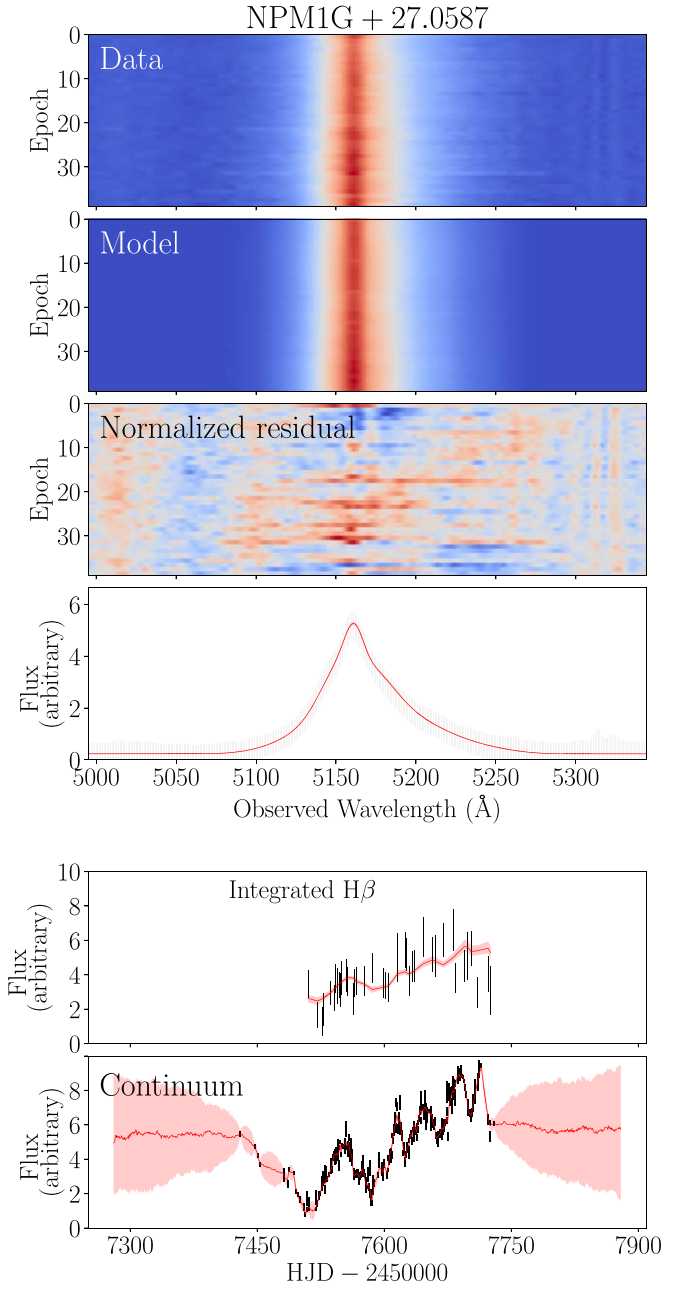 NPM1G + 27.0587
Data
Epoch
0
10
20
30
Model
Epoch
0
10
20
30
Normalized residual
Epoch
0
10
20
30
Flux
(arbitrary)
6
4
2
0
5000 5050 5100 5150 5200 5250 5300
Observed Wavelength (Å)
Integrated Hβ
Flux
(arbitrary)
10
8
6
4
2
0
Continuum
Flux
(arbitrary)
8
6
4
2
0
7300 7450 7600 7750 7900
HJD − 2450000